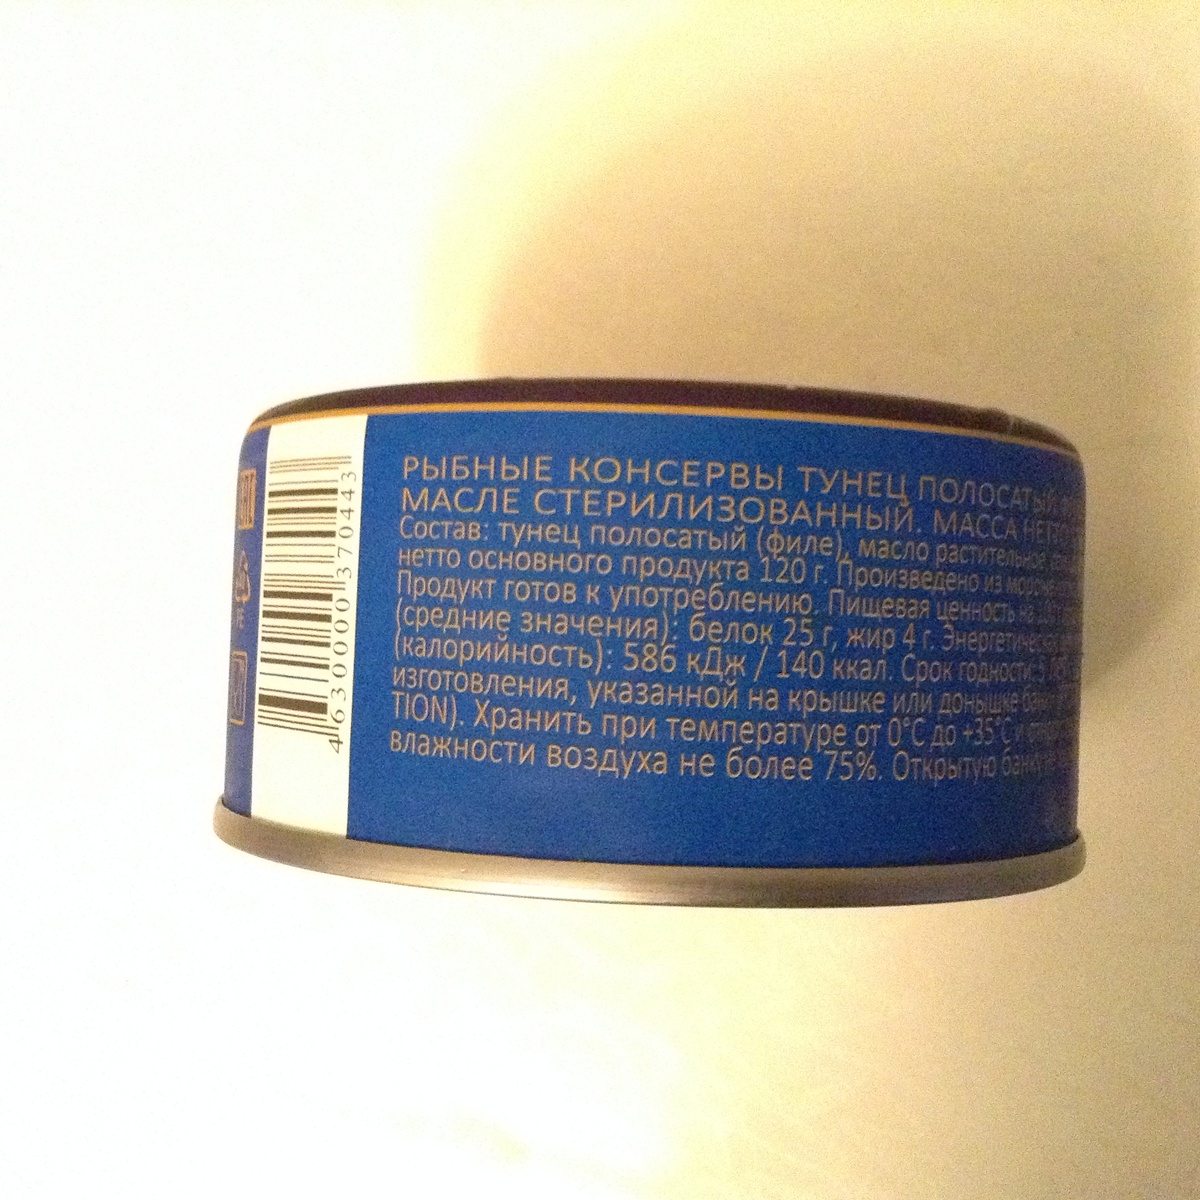 РЫБНЫЕ КОНСЕРВЫ ТУНЕЦ ПОЛОСАТЫЙ
МАСЛЕ СТЕРИЛИЗОВАННЫЙ. МАССА НЕТТО
Состав: тунец полосатый (филе), масло растительное,
нетто основного продукта 120 г. Произведено из
Продукт готов к употреблению. Пищевая ценность на
(средние значения): белок 25 г, жир 4 г.
(калорийность): 586 кДж / 140 ккал. Срок годности:
изготовления, указанной на крышке или донышке
TION). Хранить при температуре от 0°С до +35°С и
влажности воздуха не более 75%. Открытую
4630000370443